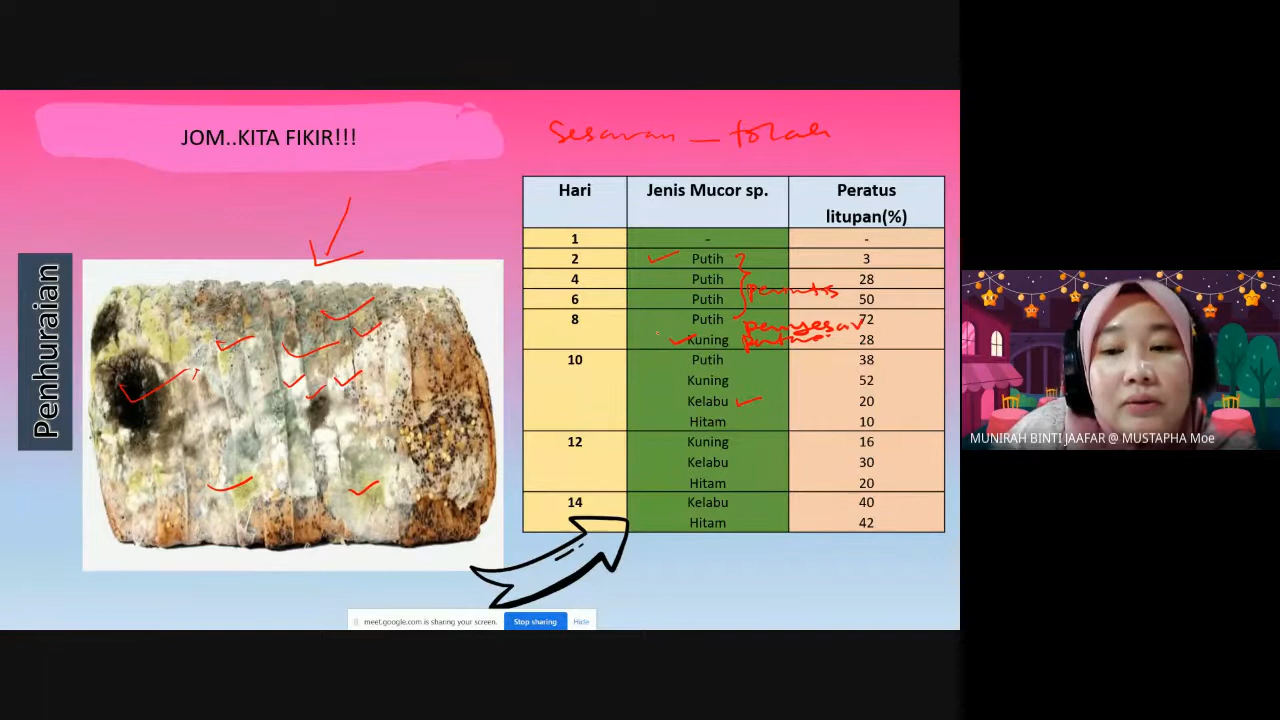 JOM..KITA FIKIR!!!
Sesaran _ tolak
Penhuraian
Hari Jenis Mucor sp. Peratus litupan(%)
1 - -
2 Putih 3
4 Putih 28
6 Putih 50
perintis
8 Putih 72
penyesar
Kuning 28
pertama
10 Putih 38
Kuning 52
Kelabu 20
Hitam 10
12 Kuning 16
Kelabu 30
Hitam 20
14 Kelabu 40
Hitam 42
MUNIRAH BINTI JAAFAR @ MUSTAPHA Moe
meet.google.com is sharing your screen. Stop sharing Hide